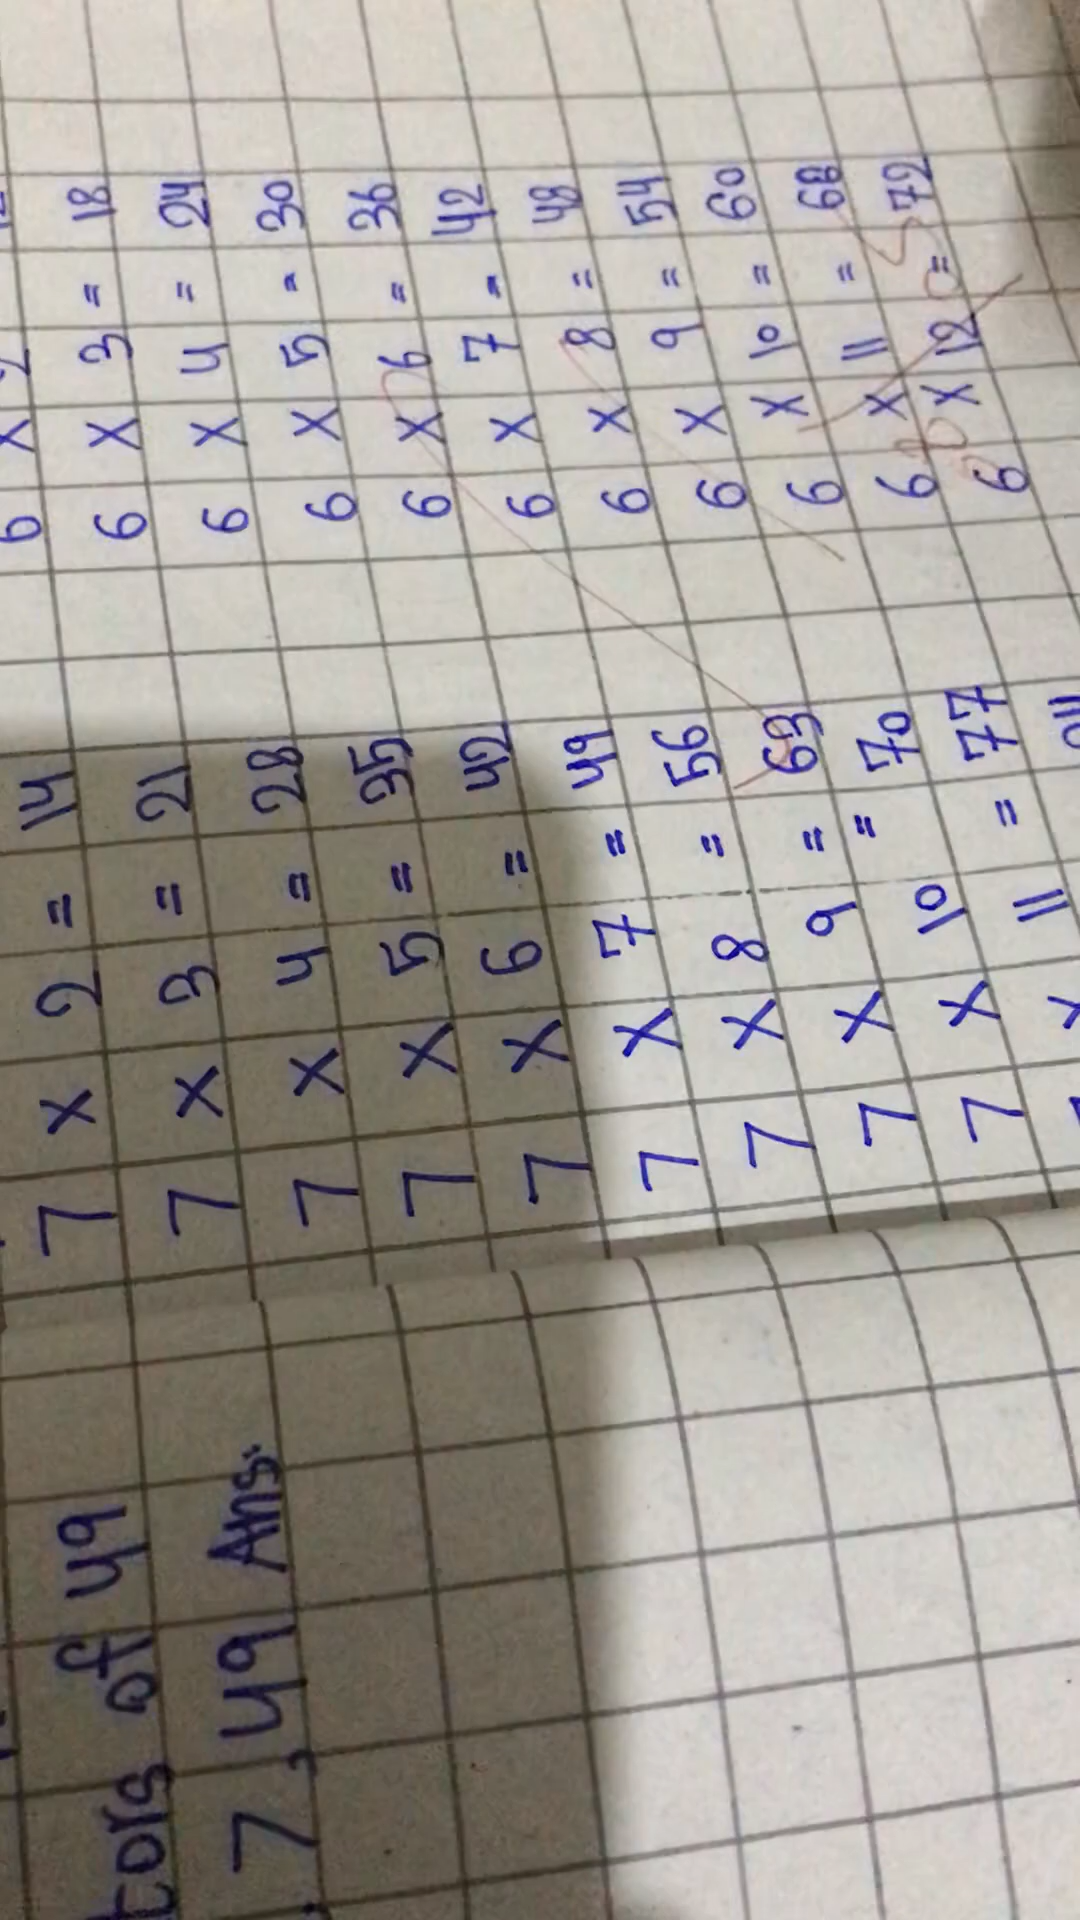 tors of 49
7, 49 Ans.
7 x 2 = 14
7 x 3 = 21
7 x 4 = 28
7 x 5 = 35
7 x 6 = 42
7 x 7 = 49
7 x 8 = 56
7 x 9 = 63
7 x 10 = 70
7 x 11 = 77
6 x 2
6 x 3 = 18
6 x 4 = 24
6 x 5 = 30
6 x 6 = 36
6 x 7 = 42
6 x 8 = 48
6 x 9 = 54
6 x 10 = 60
6 x 11 = 68
6 x 12 = 72